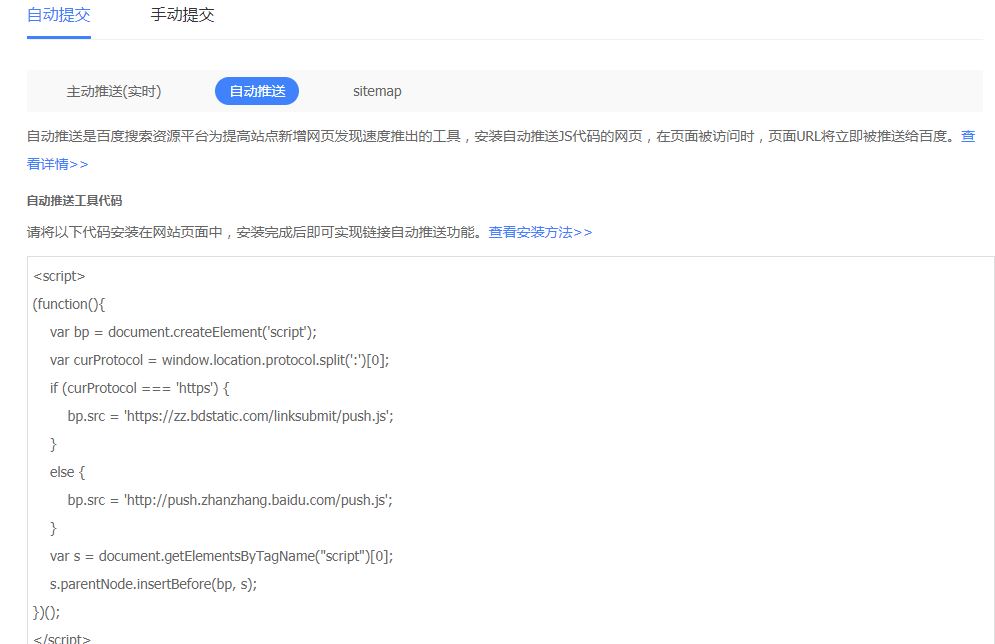 自动提交 手动提交
主动推送(实时) 自动推送 sitemap
自动推送是百度搜索资源平台为提高站点新增网页发现速度推出的工具，安装自动推送JS代码的网页，在页面被访问时，页面URL将立即被推送给百度。查
看详情>>
自动推送工具代码
请将以下代码安装在网站页面中，安装完成后即可实现链接自动推送功能。查看安装方法>>
<script>
(function(){
    var bp = document.createElement('script');
    var curProtocol = window.location.protocol.split(':')[0];
    if (curProtocol === 'https') {
        bp.src = 'https://zz.bdstatic.com/linksubmit/push.js';
    }
    else {
        bp.src = 'http://push.zhanzhang.baidu.com/push.js';
    }
    var s = document.getElementsByTagName("script")[0];
    s.parentNode.insertBefore(bp, s);
})();
</script>